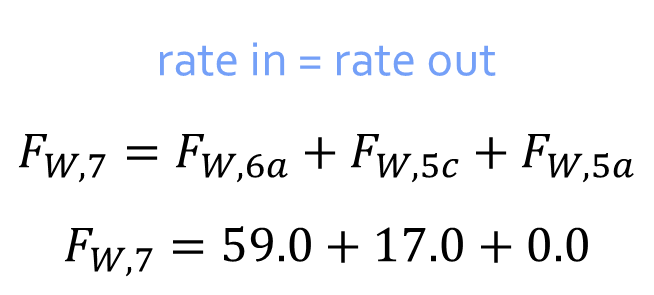 rate in = rate out
F_{W,7} = F_{W,6a} + F_{W,5c} + F_{W,5a}
F_{W,7} = 59.0 + 17.0 + 0.0